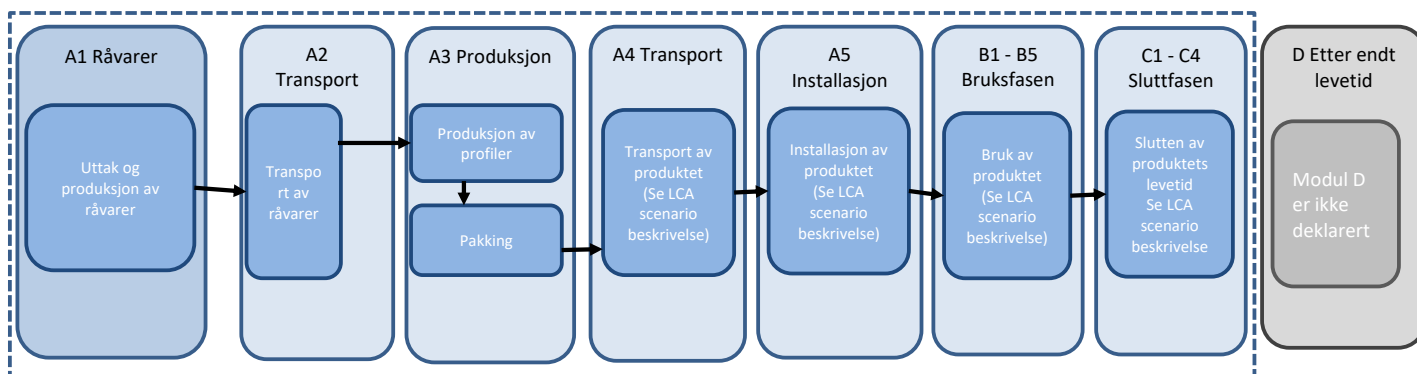 A1 Råvarer
Uttak og
produksjon av
råvarer
A2
Transport
Transpo
rt av
råvarer
A3 Produksjon
Produksjon av
profiler
Pakking
A4 Transport
Transport av
produktet
(Se LCA
scenario
beskrivelse)
A5
Installasjon
Installasjon av
produktet
(Se LCA
scenario
beskrivelse)
B1 - B5
Bruksfasen
Bruk av
produktet
(Se LCA
scenario
beskrivelse)
C1 - C4
Sluttfasen
Slutten av
produktets
levetid
Se LCA
scenario
beskrivelse
D Etter endt
levetid
Modul D
er ikke
deklarert